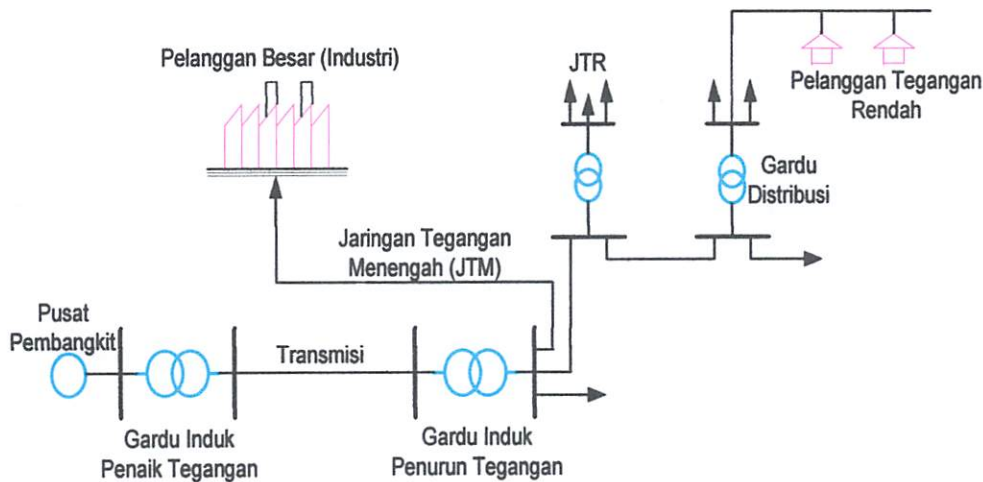 Pelanggan Besar (Industri)
JTR
Pelanggan Tegangan
Rendah
Gardu
Distribusi
Jaringan Tegangan
Menengah (JTM)
Pusat
Pembangkit
Transmisi
Gardu Induk
Penaik Tegangan
Gardu Induk
Penurun Tegangan